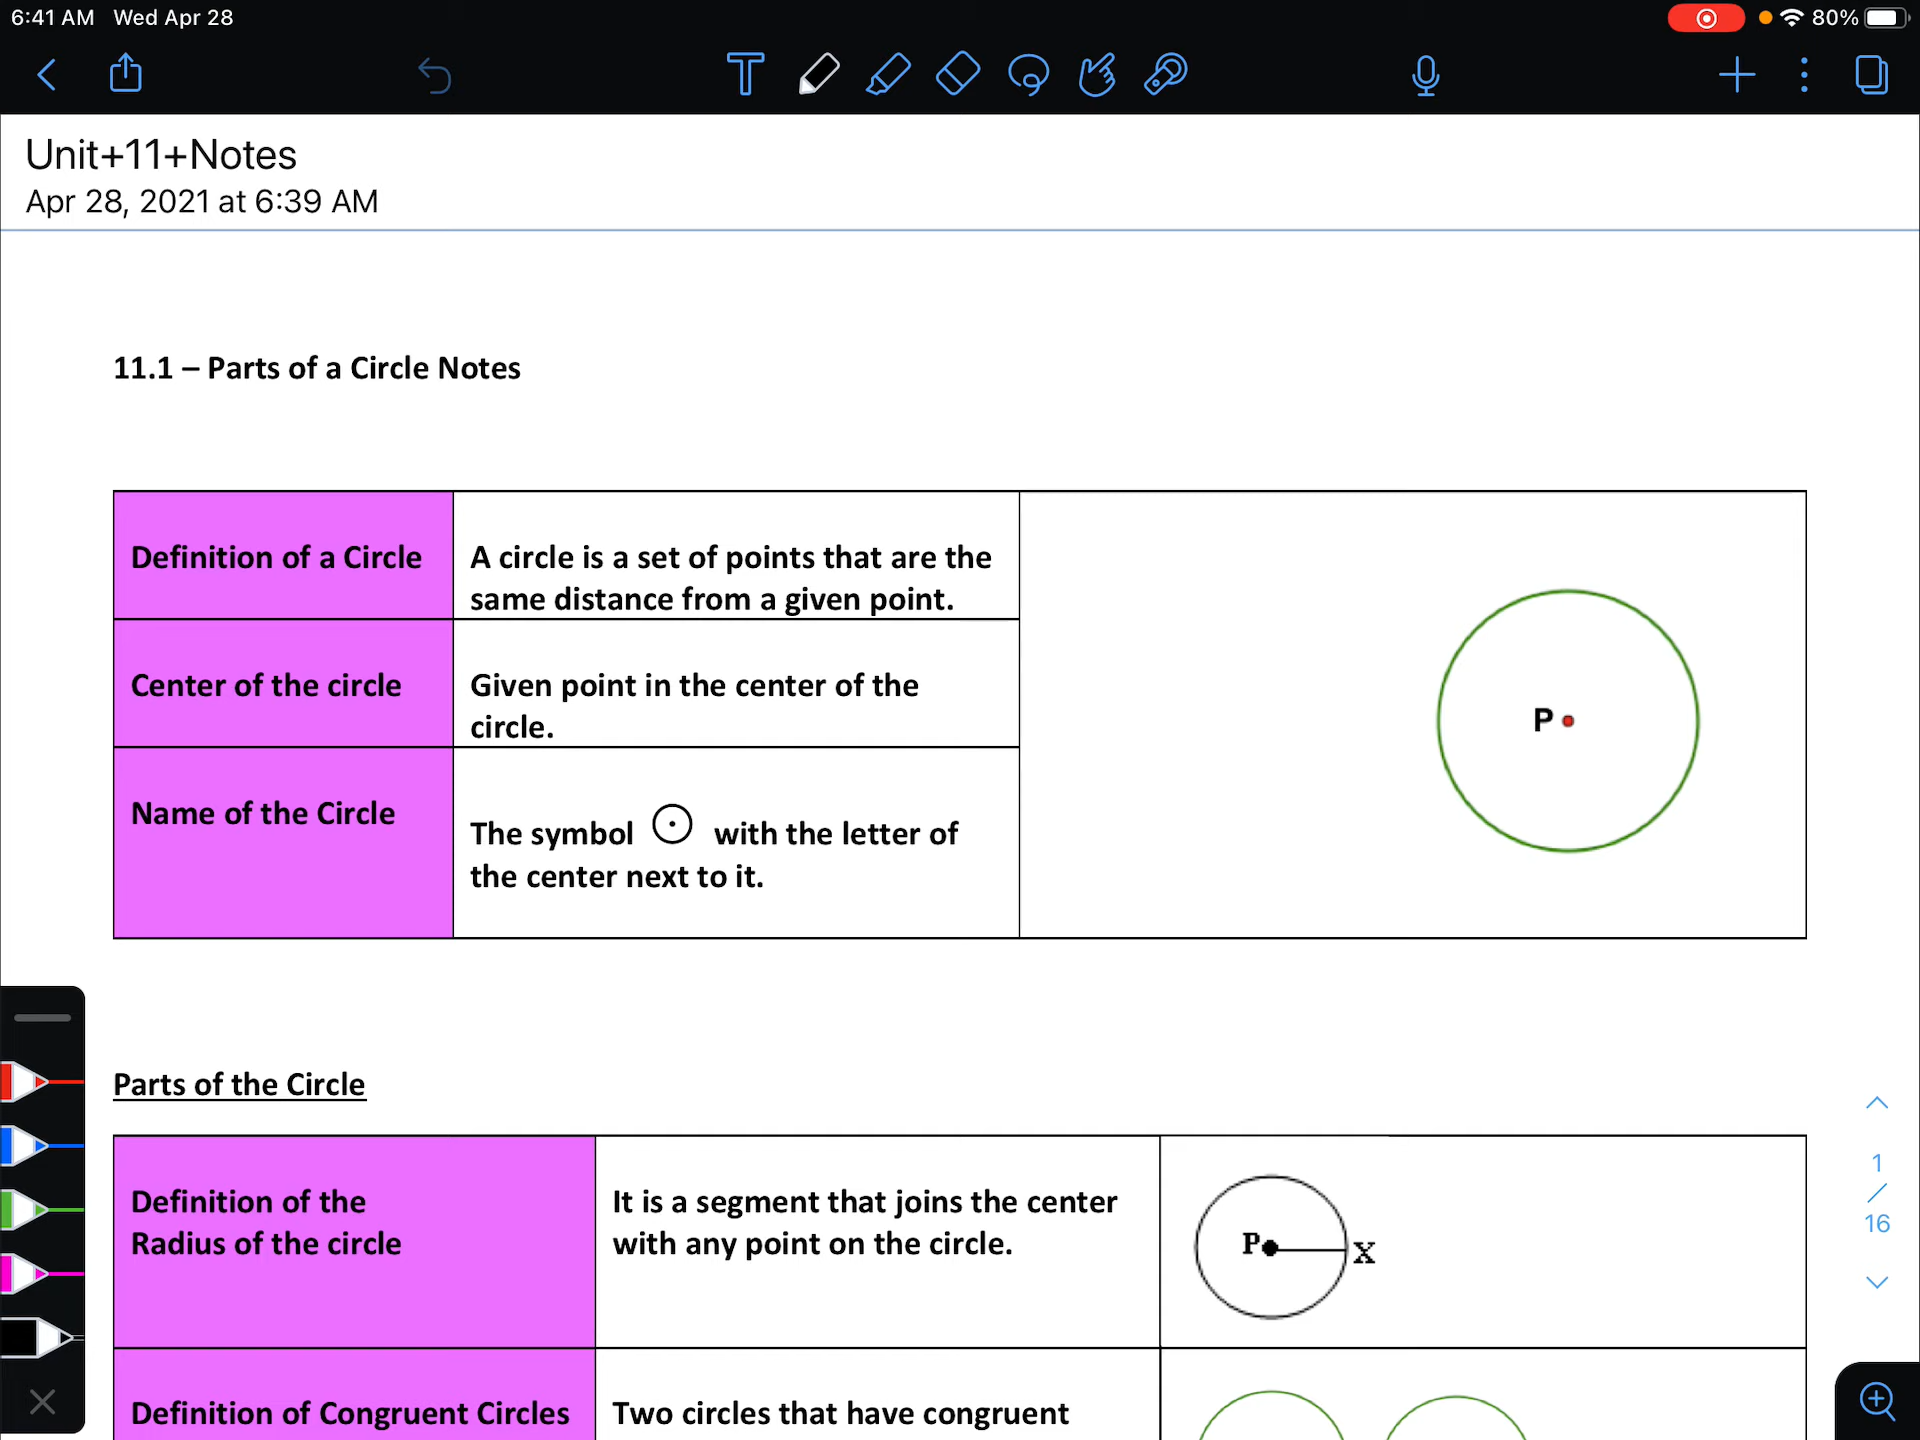 6:41 AM Wed Apr 28
80%
Unit+11+Notes
Apr 28, 2021 at 6:39 AM
11.1 – Parts of a Circle Notes
Definition of a Circle
A circle is a set of points that are the
same distance from a given point.
Center of the circle
Given point in the center of the
circle.
P
Name of the Circle
The symbol ⊙ with the letter of
the center next to it.
Parts of the Circle
Definition of the
Radius of the circle
It is a segment that joins the center
with any point on the circle.
P
X
1
/
16
Definition of Congruent Circles
Two circles that have congruent